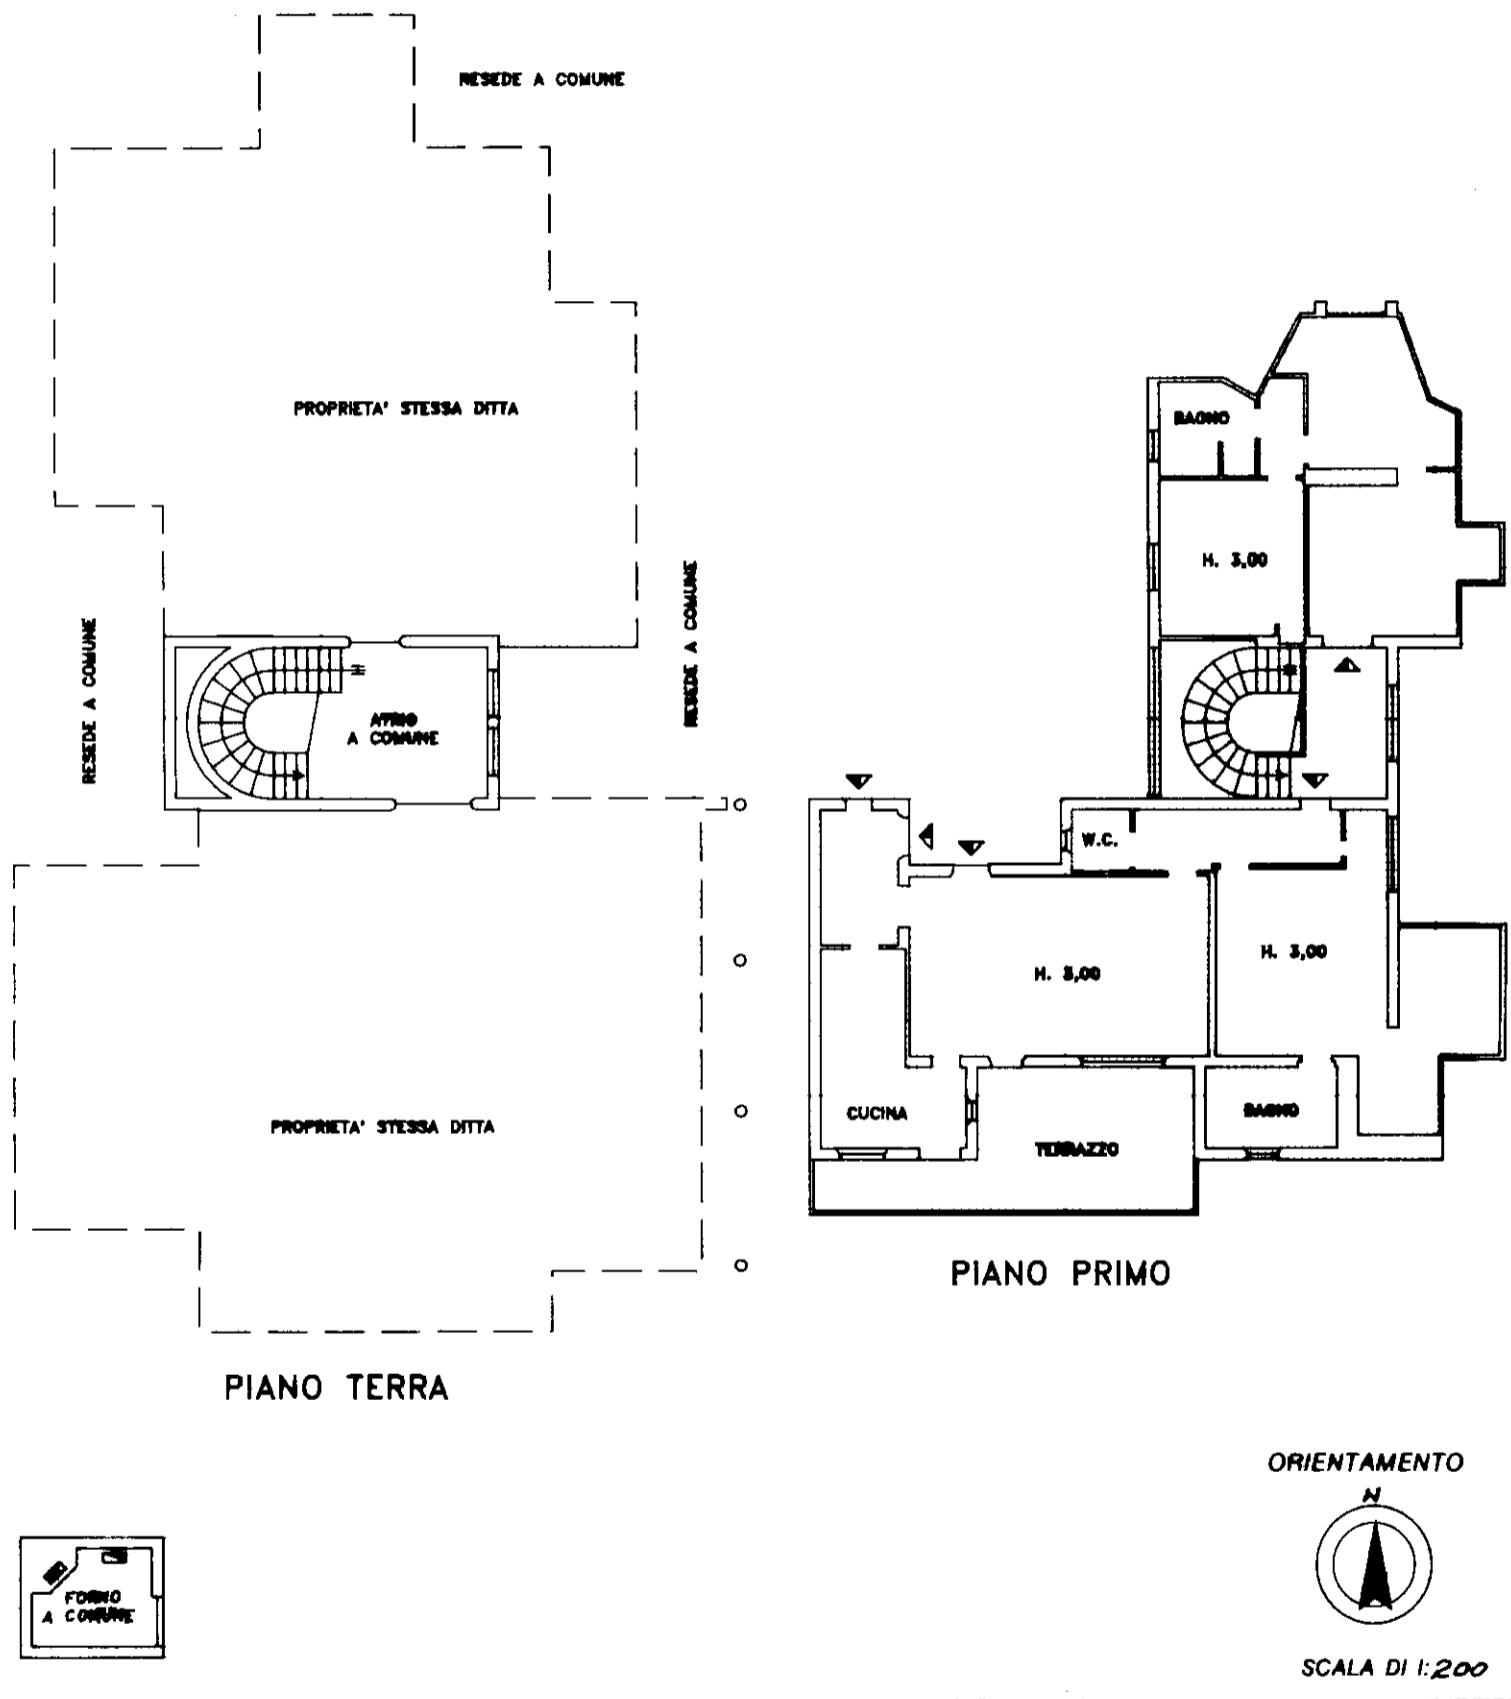 RESEDE A COMUNE
PROPRIETA' STESSA DITTA
RESEDE A COMUNE
RESEDE A COMUNE
ATRIO
A COMUNE
PROPRIETA' STESSA DITTA
PIANO TERRA
BAGNO
H. 3,00
W.C.
H. 3,00
H. 3,00
CUCINA
BAGNO
TERRAZZO
PIANO PRIMO
FORNO
A COMUNE
ORIENTAMENTO
N
SCALA DI 1:200